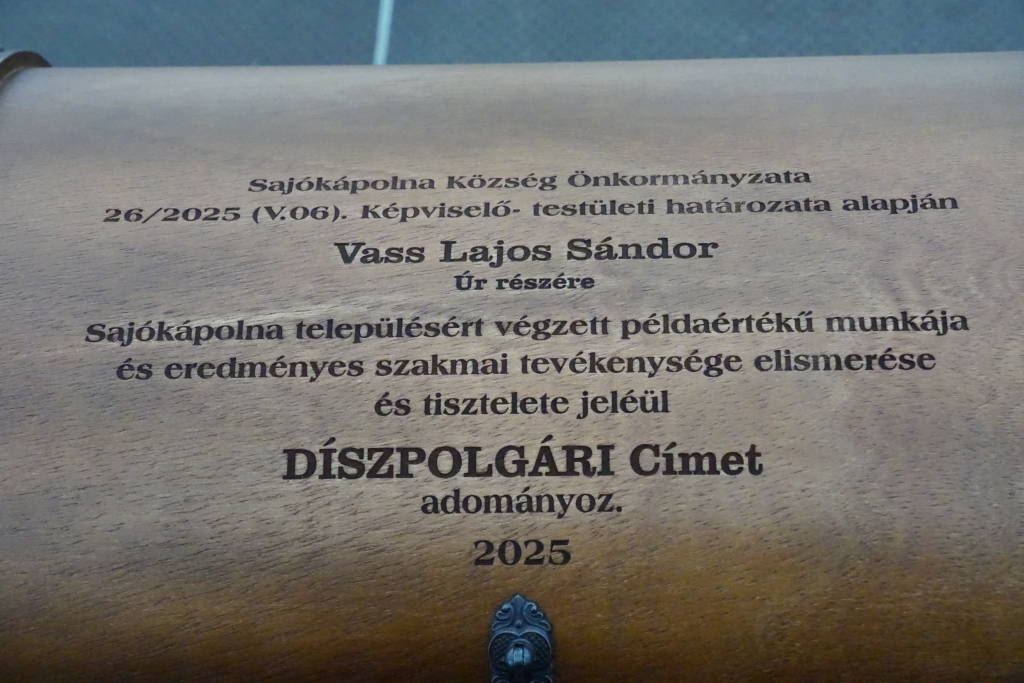 Sajókápolna Község Önkormányzata
26/2025 (V.06). Képviselő- testületi határozata alapján
Vass Lajos Sándor
Úr részére
Sajókápolna településért végzett példaértékű munkája
és eredményes szakmai tevékenysége elismerése
és tisztelete jeléül
DÍSZPOLGÁRI Címet
adományoz.
2025